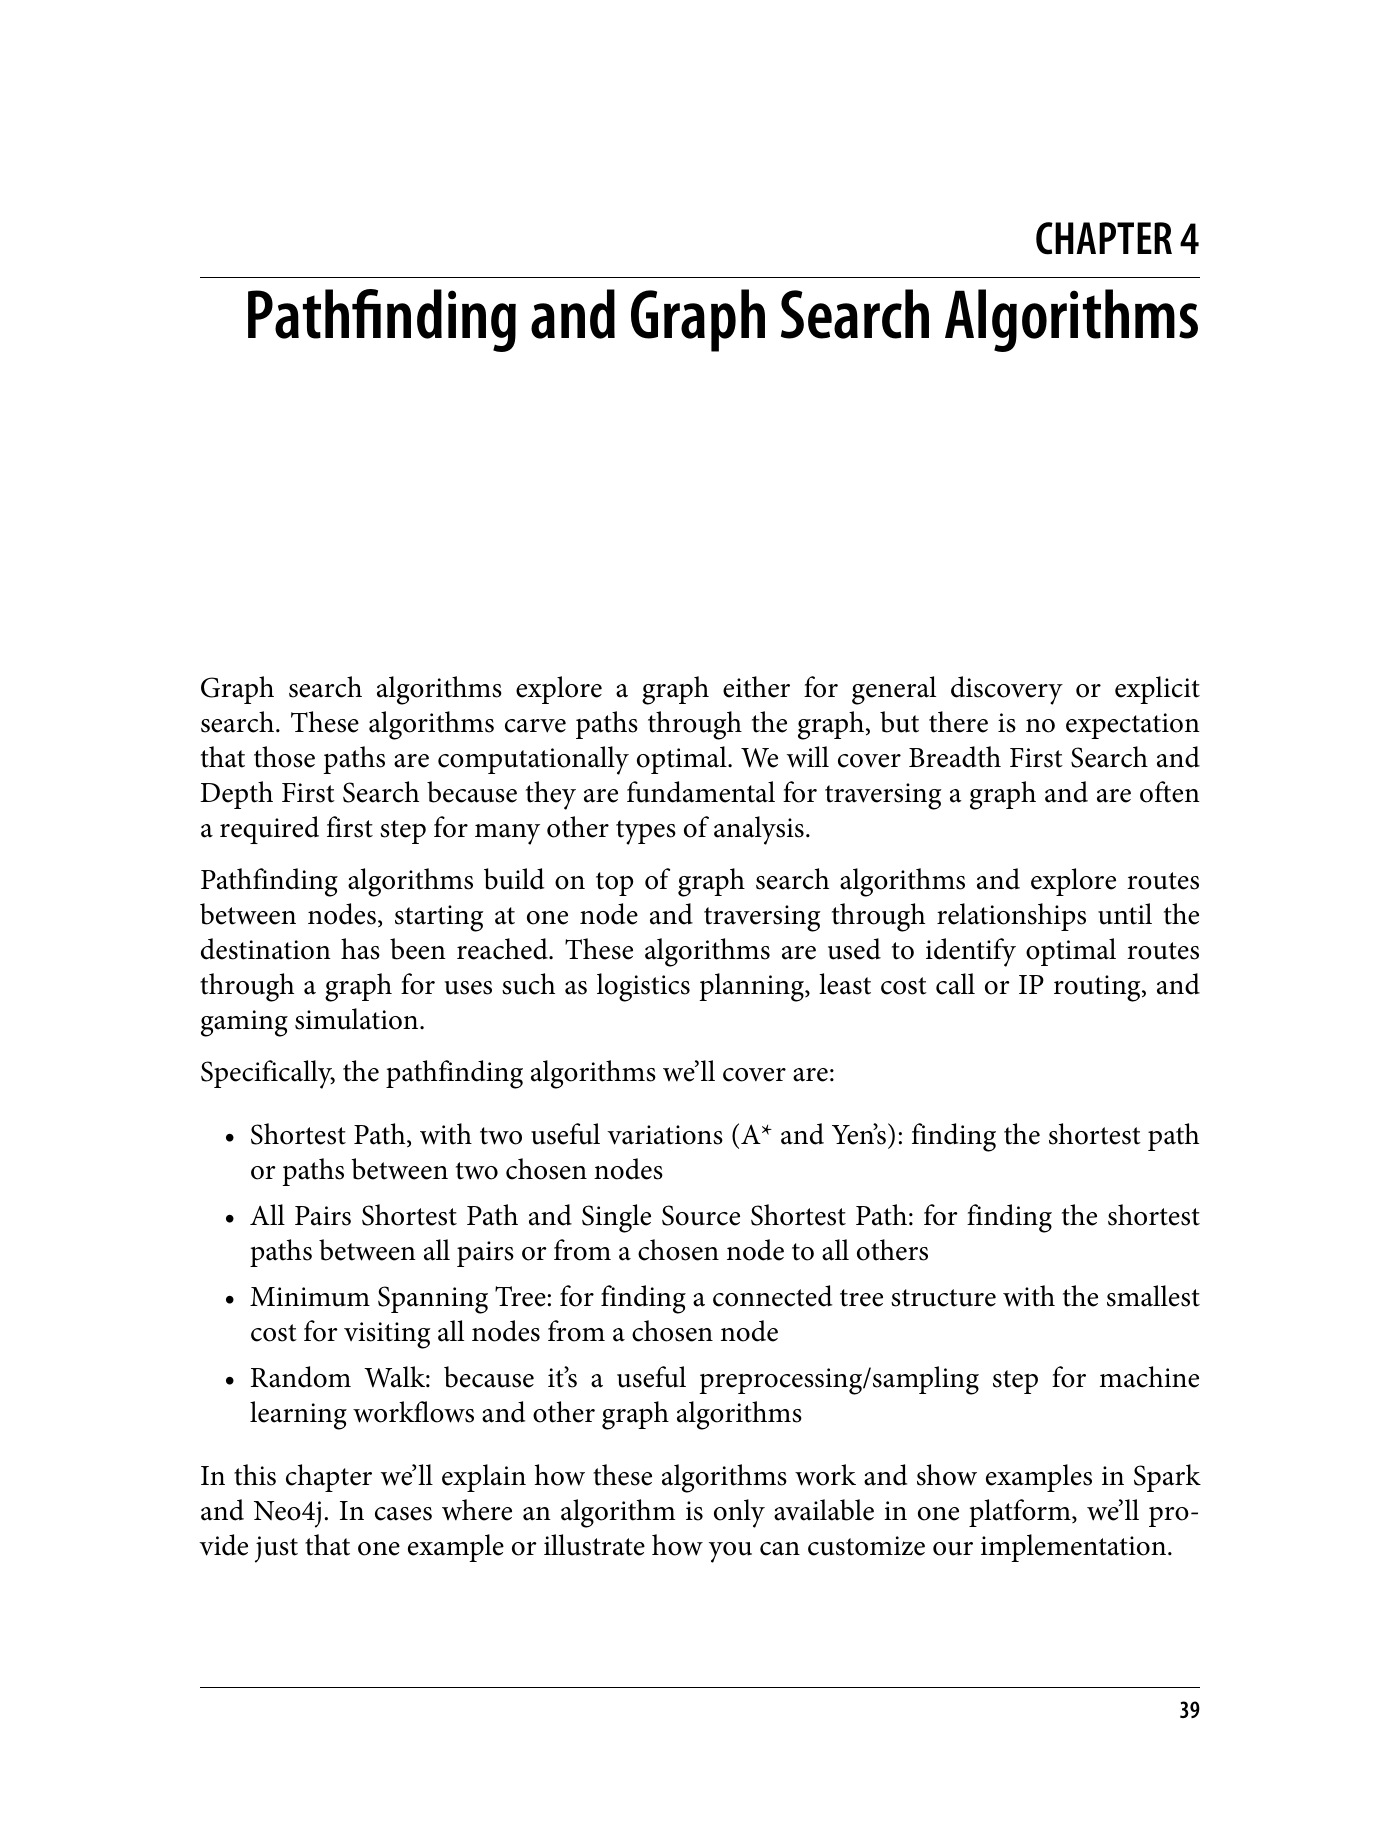 CHAPTER 4
Pathfinding and Graph Search Algorithms
Graph search algorithms explore a graph either for general discovery or explicit
search. These algorithms carve paths through the graph, but there is no expectation
that those paths are computationally optimal. We will cover Breadth First Search and
Depth First Search because they are fundamental for traversing a graph and are often
a required first step for many other types of analysis.
Pathfinding algorithms build on top of graph search algorithms and explore routes
between nodes, starting at one node and traversing through relationships until the
destination has been reached. These algorithms are used to identify optimal routes
through a graph for uses such as logistics planning, least cost call or IP routing, and
gaming simulation.
Specifically, the pathfinding algorithms we’ll cover are:
• Shortest Path, with two useful variations (A* and Yen’s): finding the shortest path
or paths between two chosen nodes
• All Pairs Shortest Path and Single Source Shortest Path: for finding the shortest
paths between all pairs or from a chosen node to all others
• Minimum Spanning Tree: for finding a connected tree structure with the smallest
cost for visiting all nodes from a chosen node
• Random Walk: because it’s a useful preprocessing/sampling step for machine
learning workflows and other graph algorithms
In this chapter we’ll explain how these algorithms work and show examples in Spark
and Neo4j. In cases where an algorithm is only available in one platform, we’ll pro-
vide just that one example or illustrate how you can customize our implementation.
39